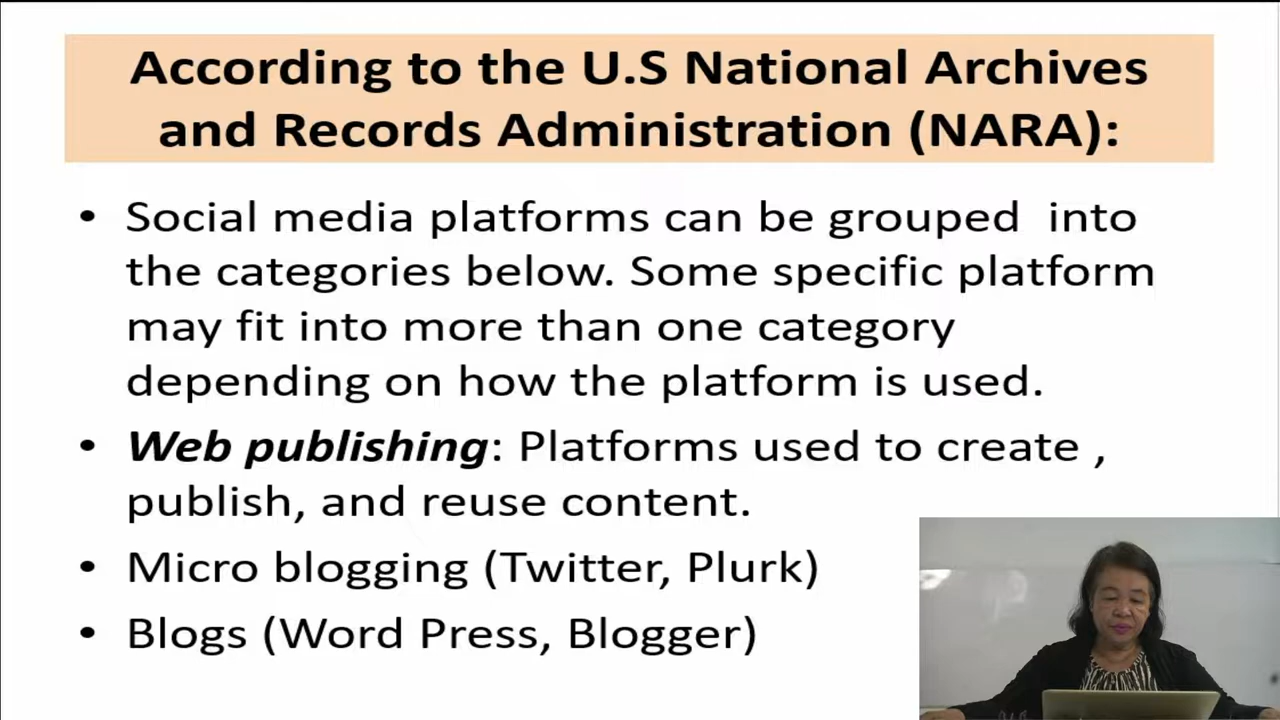 According to the U.S National Archives
and Records Administration (NARA):
• Social media platforms can be grouped into
the categories below. Some specific platform
may fit into more than one category
depending on how the platform is used.
• Web publishing: Platforms used to create ,
publish, and reuse content.
• Micro blogging (Twitter, Plurk)
• Blogs (Word Press, Blogger)